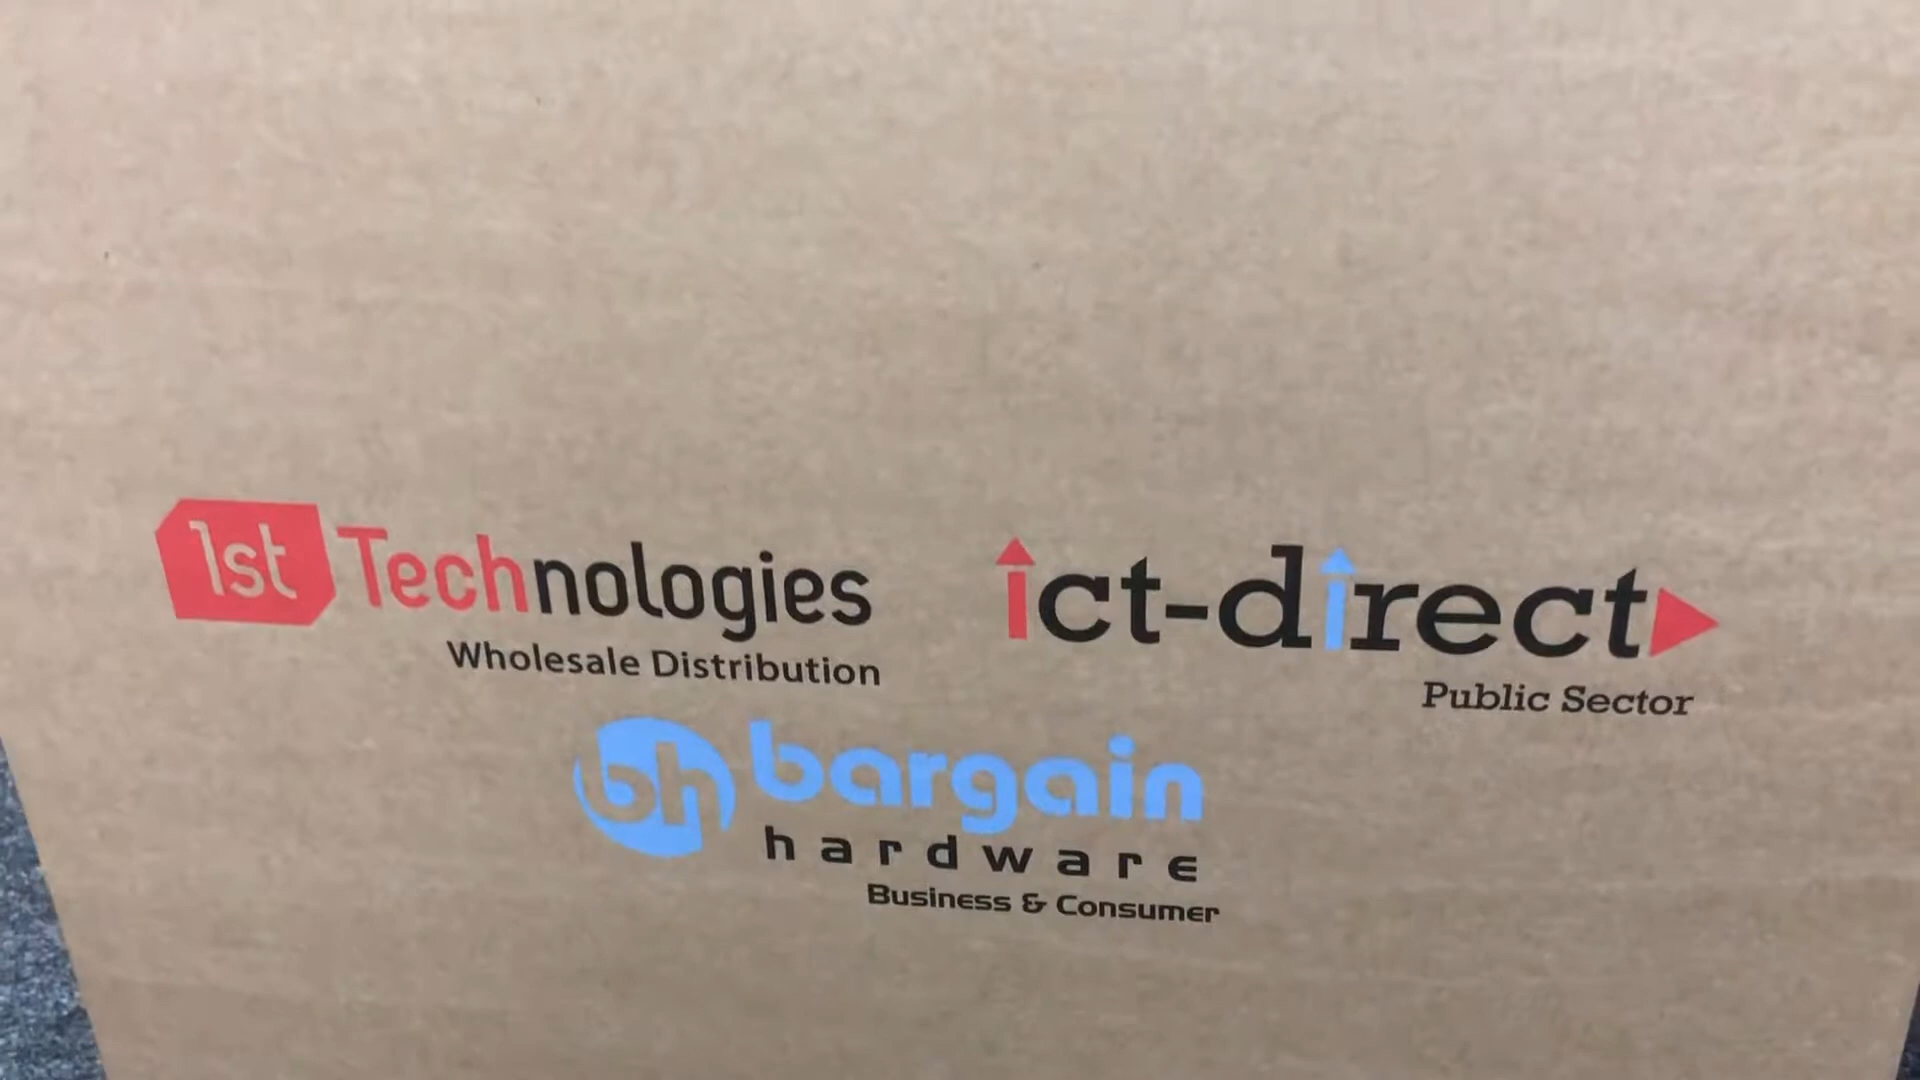 1st Technologies
Wholesale Distribution
ict-direct
Public Sector
bh bargain
hardware
Business & Consumer